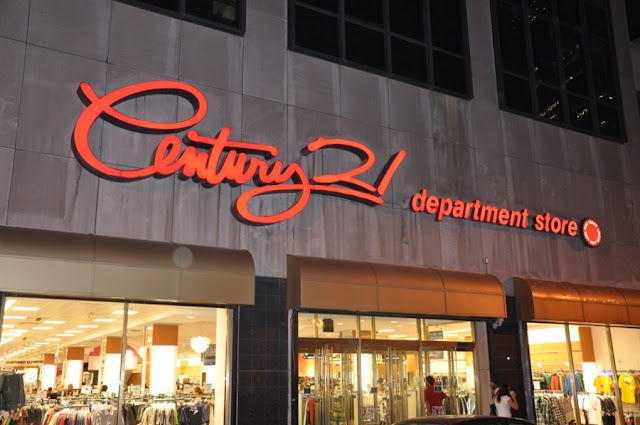 Century 21
department store